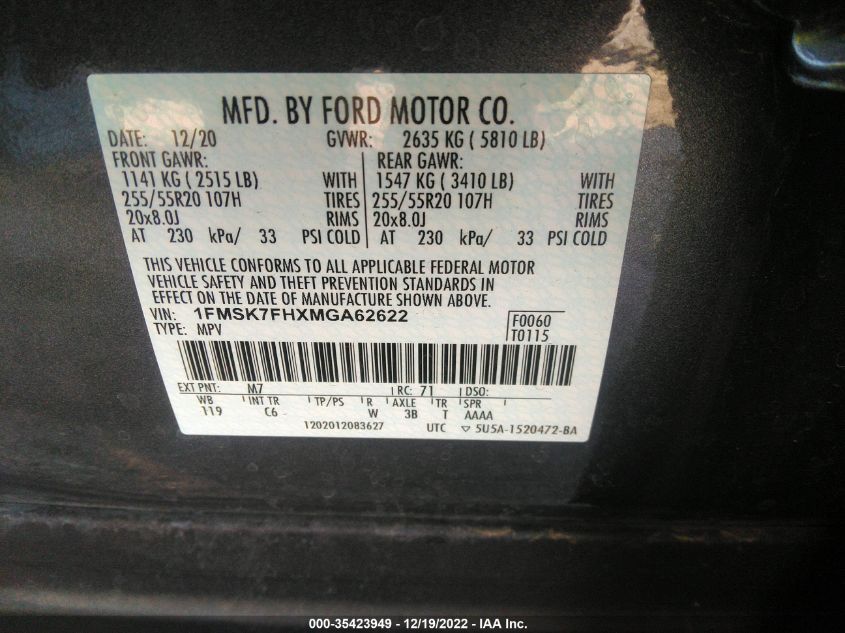 MFD. BY FORD MOTOR CO.
DATE: 12/20 GVWR: 2635 KG ( 5810 LB)
FRONT GAWR: REAR GAWR:
1141 KG ( 2515 LB) WITH 1547 KG ( 3410 LB) WITH
255/55R20 107H TIRES 255/55R20 107H TIRES
20x8.0J RIMS 20x8.0J RIMS
AT 230 kPa/ 33 PSI COLD AT 230 kPa/ 33 PSI COLD
THIS VEHICLE CONFORMS TO ALL APPLICABLE FEDERAL MOTOR
VEHICLE SAFETY AND THEFT PREVENTION STANDARDS IN
EFFECT ON THE DATE OF MANUFACTURE SHOWN ABOVE.
VIN: 1FMSK7FHXMGA62622 F0060
TYPE: MPV T0115
EXT PNT: M7 RC: 71 DSO:
WB INT TR TP/PS R AXLE TR SPR
119 C6 W 3B T AAAA
1202012083627 UTC ▽ 5U5A-1520472-BA
000-35423949 - 12/19/2022 - IAA Inc.